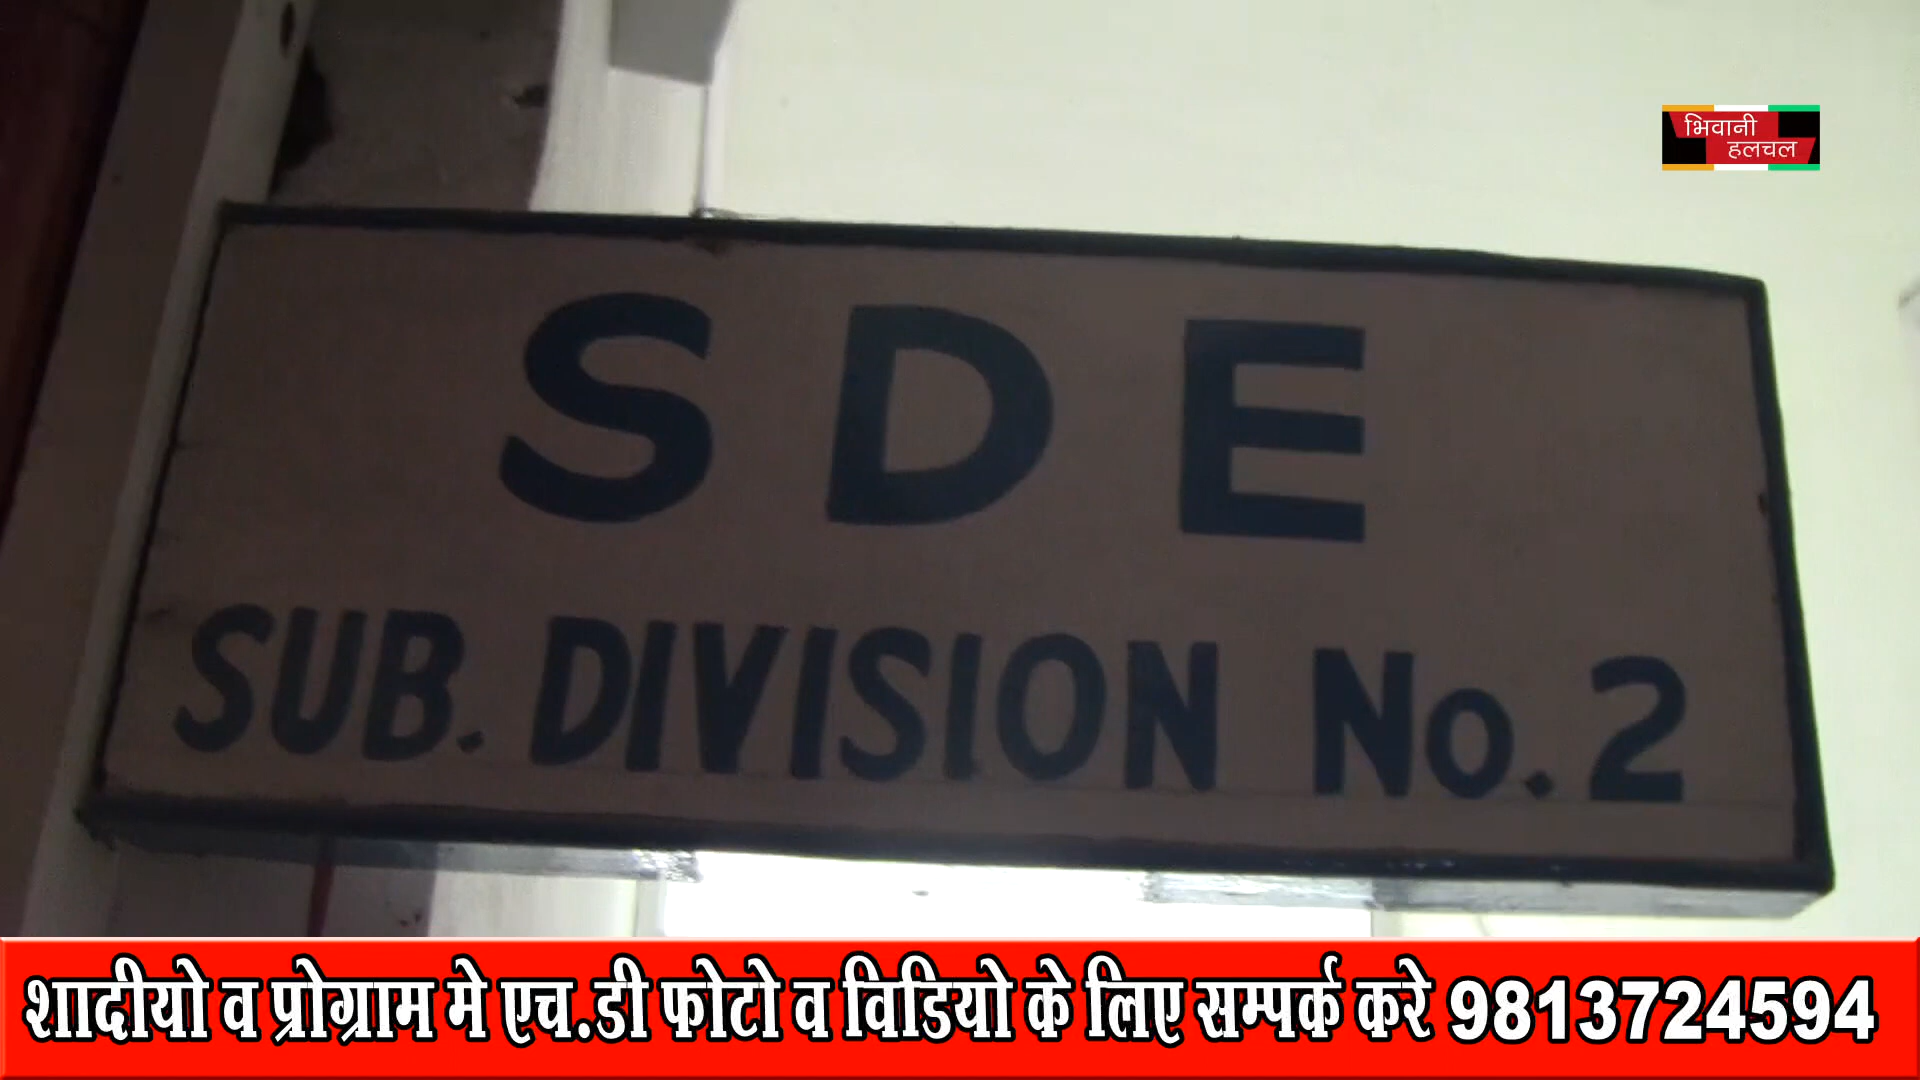 भिवानी
हलचल
S D E
SUB. DIVISION No. 2
शादीयो व प्रोग्राम मे एच.डी फोटो व विडियो के लिए सम्पर्क करे 9813724594